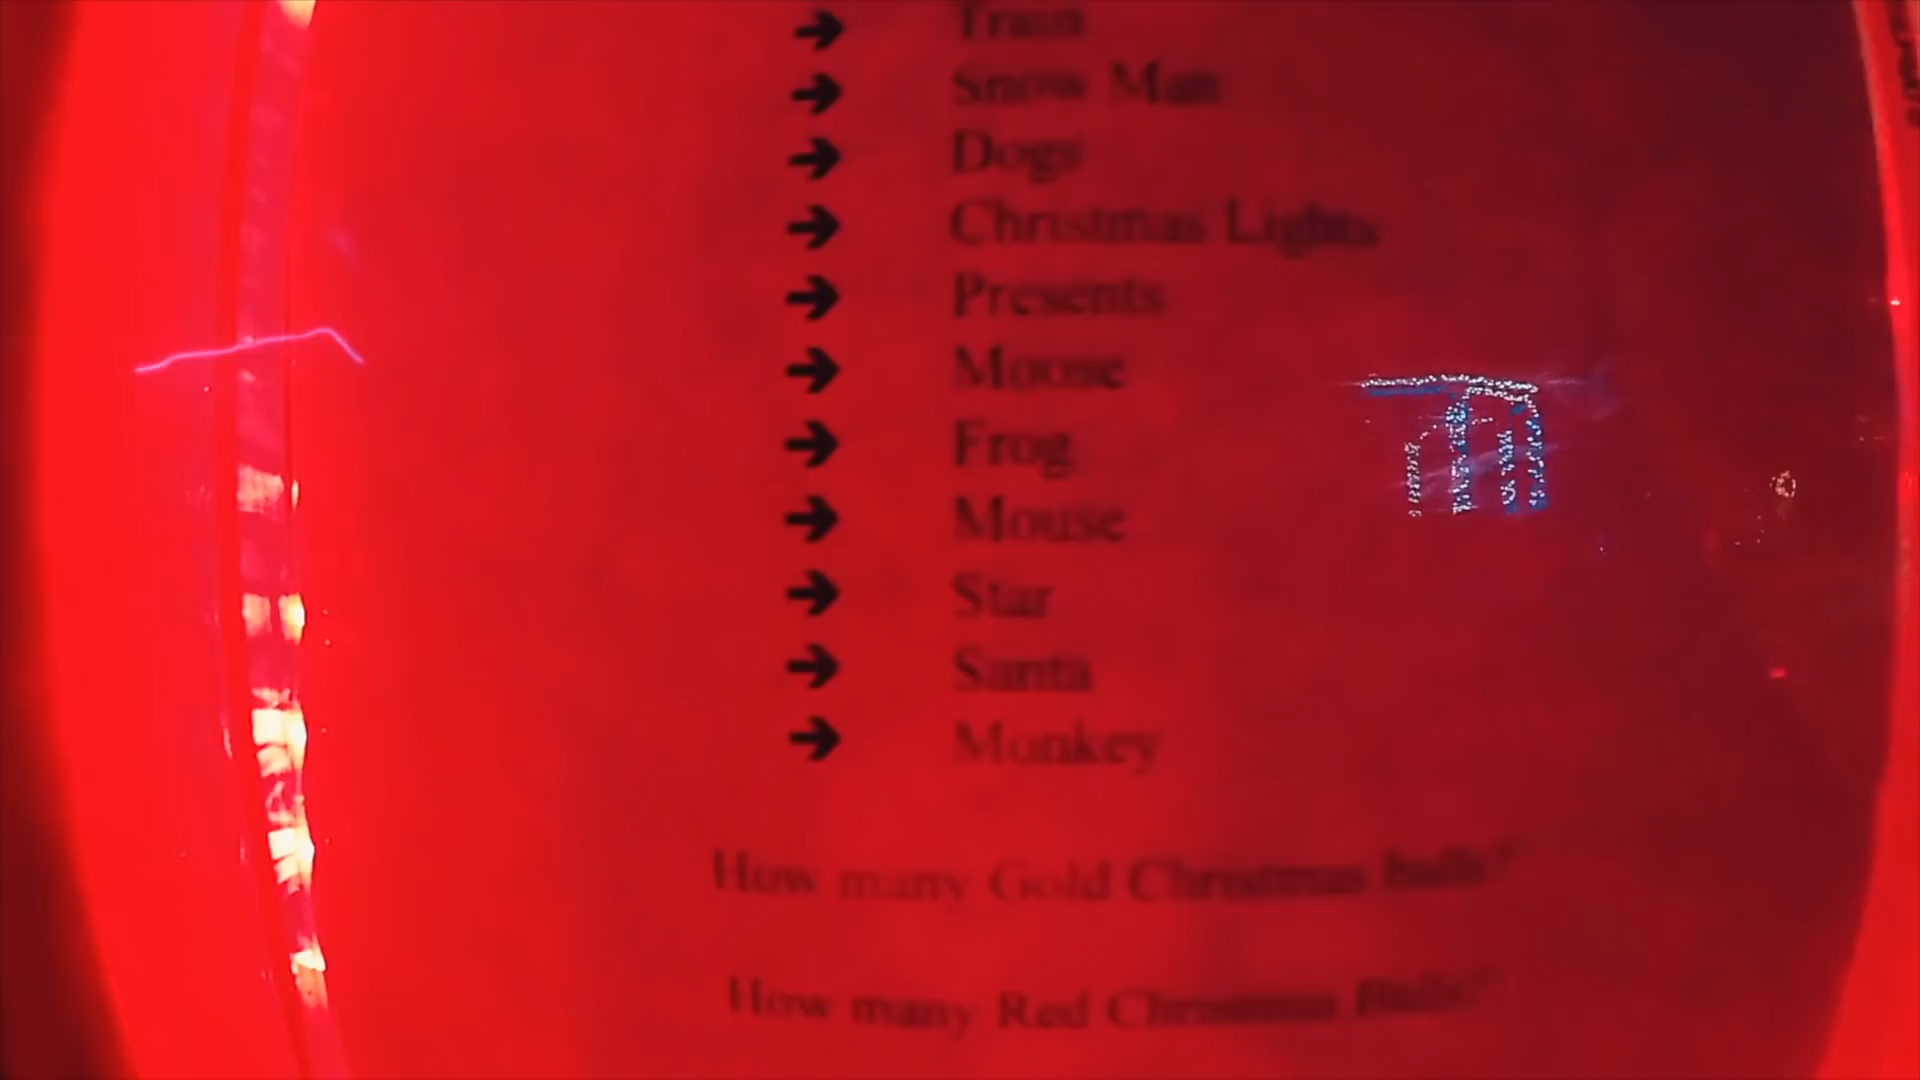 → Train
→ Snow Man
→ Dogs
→ Christmas Lights
→ Presents
→ Moose
→ Frog
→ Mouse
→ Star
→ Santa
→ Monkey
How many Gold Christmas balls?
How many Red Christmas Balls?